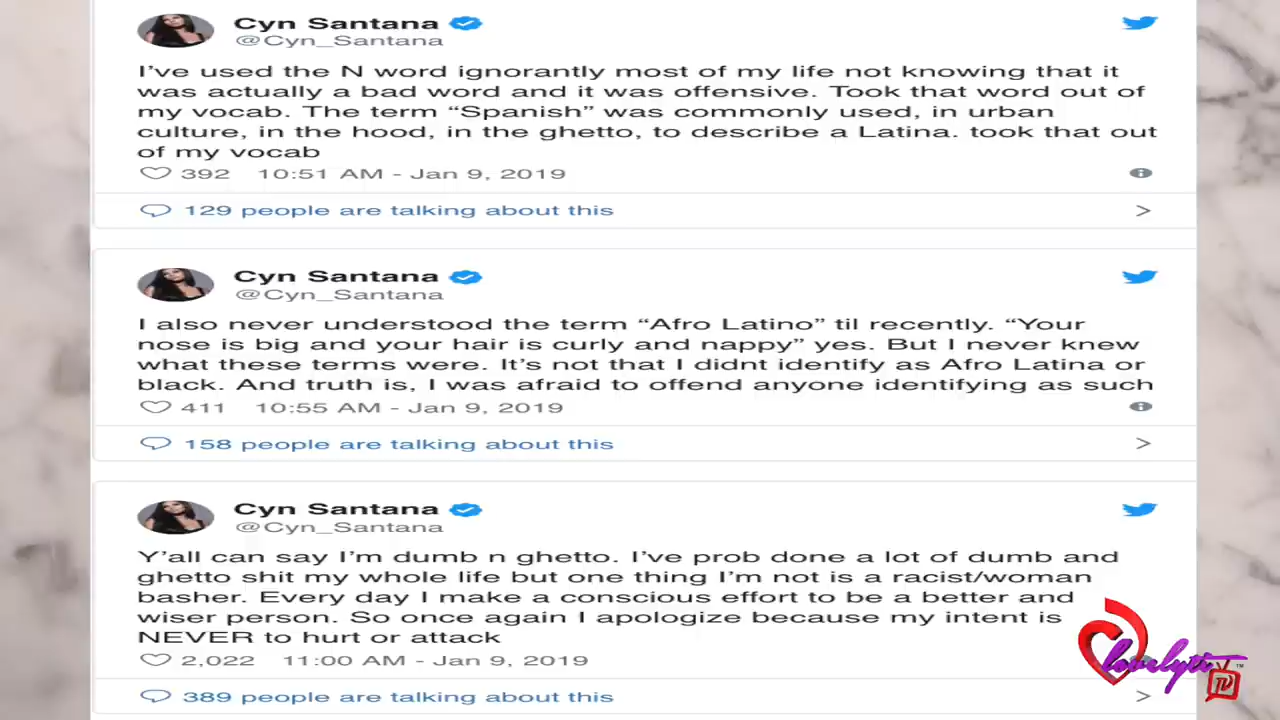 Cyn Santana
@Cyn_Santana
I've used the N word ignorantly most of my life not knowing that it
was actually a bad word and it was offensive. Took that word out of
my vocab. The term “Spanish” was commonly used, in urban
culture, in the hood, in the ghetto, to describe a Latina. took that out
of my vocab
392 10:51 AM - Jan 9, 2019
129 people are talking about this
Cyn Santana
@Cyn_Santana
I also never understood the term “Afro Latino” til recently. “Your
nose is big and your hair is curly and nappy” yes. But I never knew
what these terms were. It’s not that I didnt identify as Afro Latina or
black. And truth is, I was afraid to offend anyone identifying as such
411 10:55 AM - Jan 9, 2019
158 people are talking about this
Cyn Santana
@Cyn_Santana
Y’all can say I’m dumb n ghetto. I’ve prob done a lot of dumb and
ghetto shit my whole life but one thing I’m not is a racist/woman
basher. Every day I make a conscious effort to be a better and
wiser person. So once again I apologize because my intent is
NEVER to hurt or attack
2,022 11:00 AM - Jan 9, 2019
389 people are talking about this
lovelyti
TV